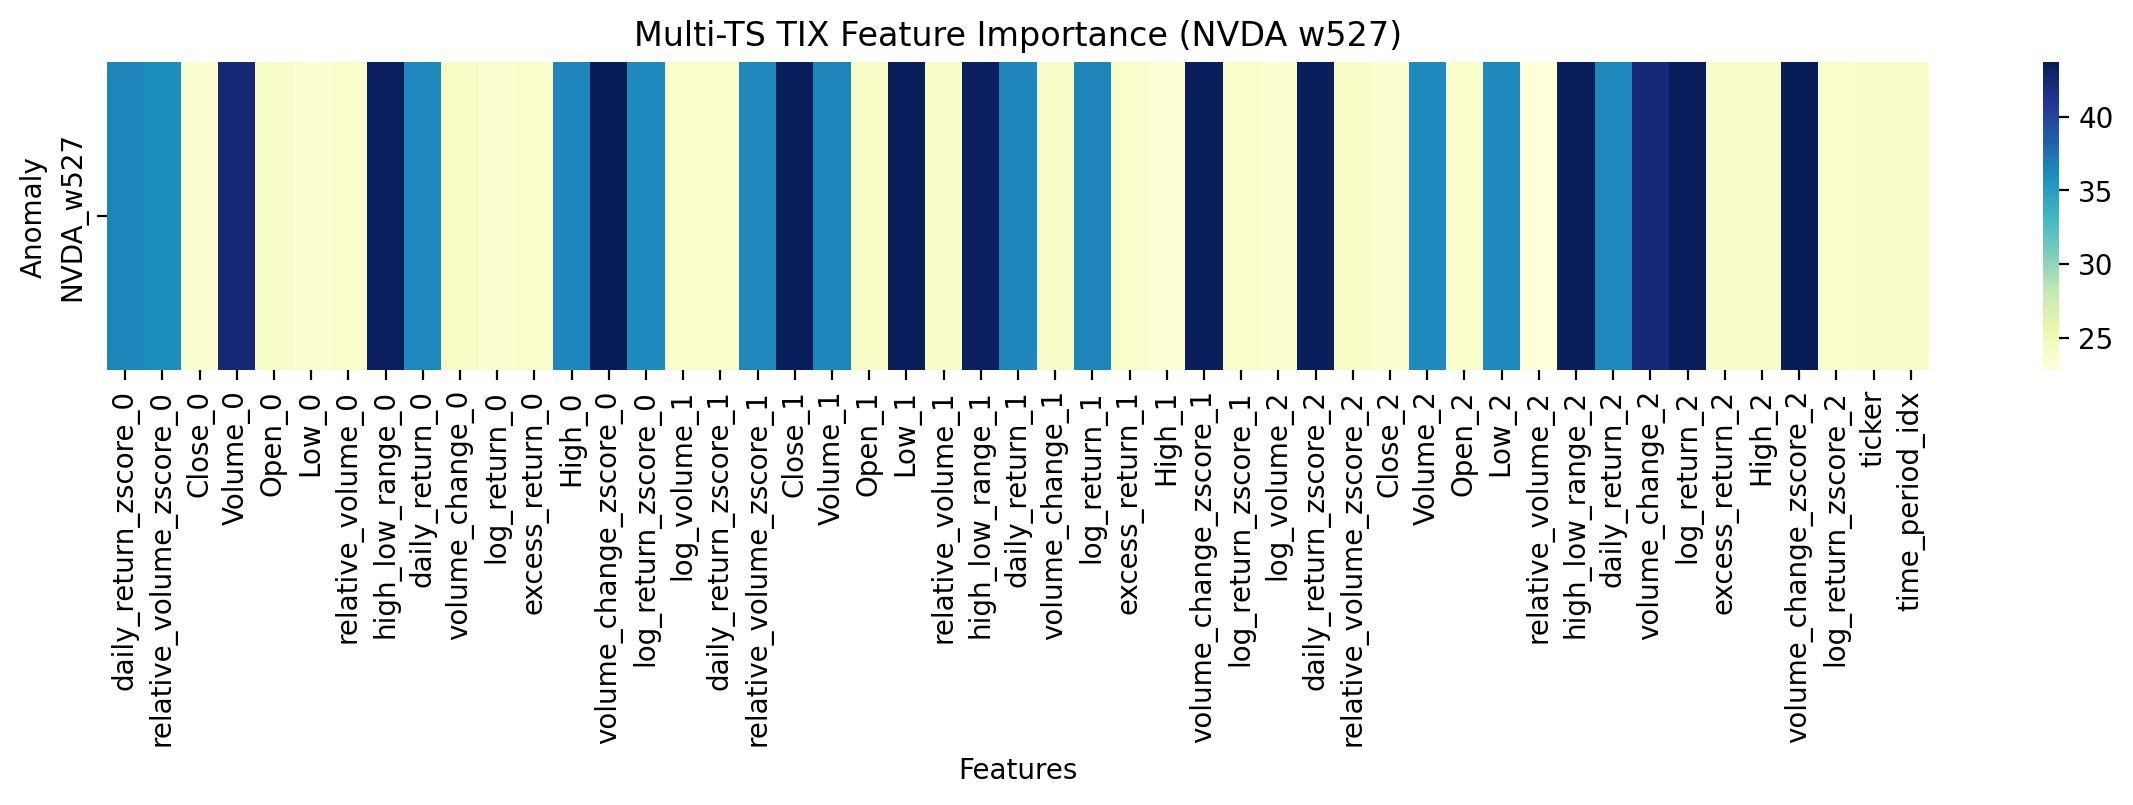 Multi-TS TIX Feature Importance (NVDA w527)
Anomaly
NVDA_w527
40
35
30
25
daily_return_zscore_0
relative_volume_zscore_0
Close_0
Volume_0
Open_0
Low_0
relative_volume_0
high_low_range_0
daily_return_0
volume_change_0
log_return_0
excess_return_0
High_0
volume_change_zscore_0
log_return_zscore_0
log_volume_1
daily_return_zscore_1
relative_volume_zscore_1
Close_1
Volume_1
Open_1
Low_1
relative_volume_1
high_low_range_1
daily_return_1
volume_change_1
log_return_1
excess_return_1
High_1
volume_change_zscore_1
log_return_zscore_1
log_volume_2
daily_return_zscore_2
relative_volume_zscore_2
Close_2
Volume_2
Open_2
Low_2
relative_volume_2
high_low_range_2
daily_return_2
volume_change_2
log_return_2
excess_return_2
High_2
volume_change_zscore_2
log_return_zscore_2
ticker
time_period_idx
Features